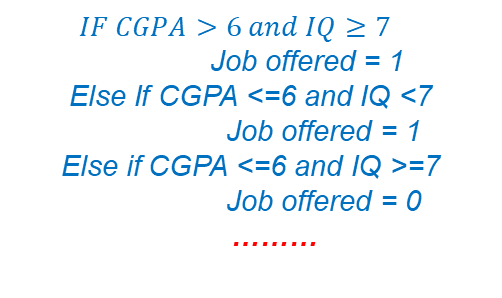 IF CGPA > 6 and IQ ≥ 7
Job offered = 1
Else If CGPA <=6 and IQ <7
Job offered = 1
Else if CGPA <=6 and IQ >=7
Job offered = 0
.........